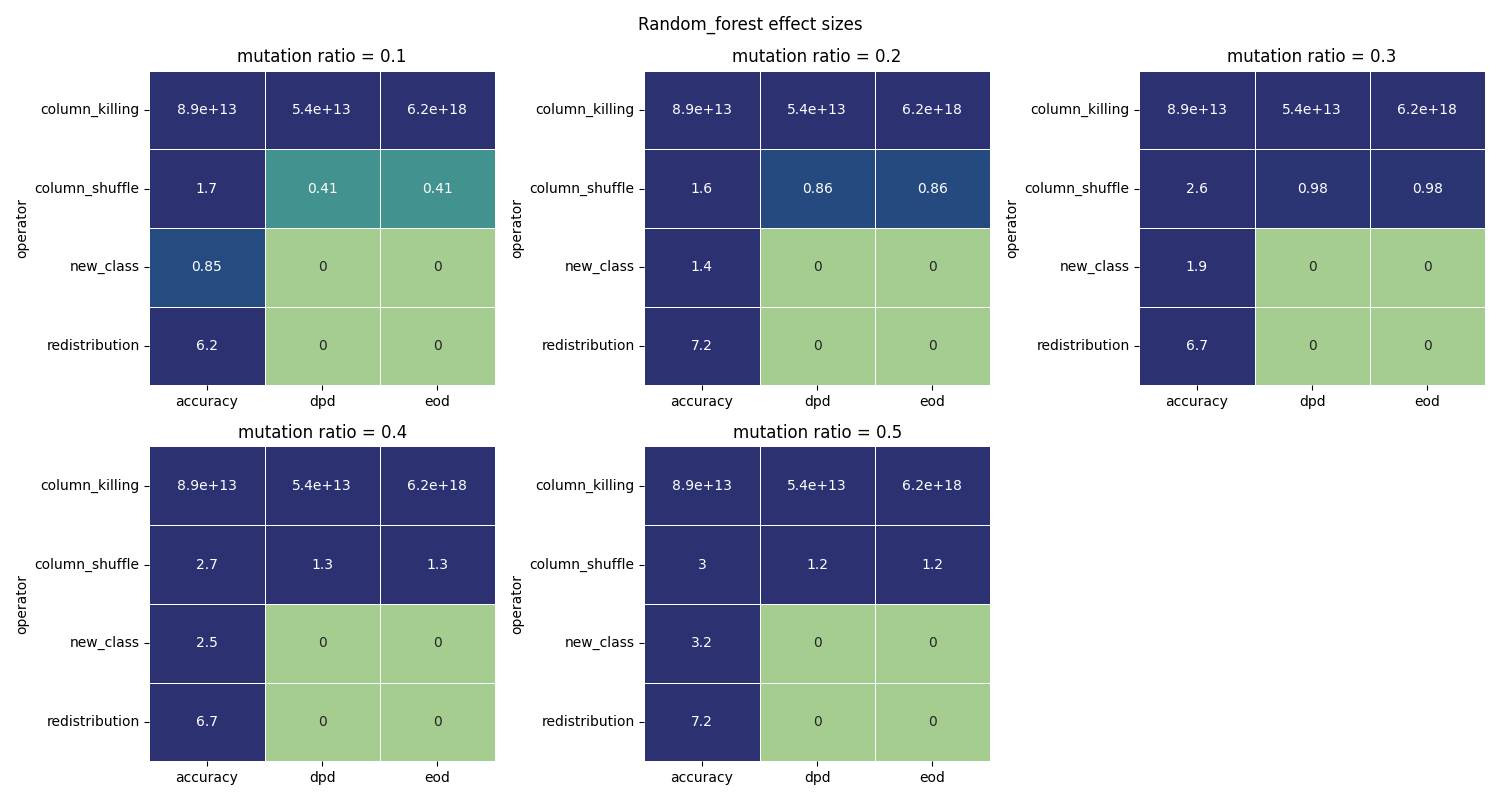 Random_forest effect sizes
mutation ratio = 0.1
operator
column_killing 8.9e+13 5.4e+13 6.2e+18
column_shuffle 1.7 0.41 0.41
new_class 0.85 0 0
redistribution 6.2 0 0
accuracy dpd eod
mutation ratio = 0.2
operator
column_killing 8.9e+13 5.4e+13 6.2e+18
column_shuffle 1.6 0.86 0.86
new_class 1.4 0 0
redistribution 7.2 0 0
accuracy dpd eod
mutation ratio = 0.3
operator
column_killing 8.9e+13 5.4e+13 6.2e+18
column_shuffle 2.6 0.98 0.98
new_class 1.9 0 0
redistribution 6.7 0 0
accuracy dpd eod
mutation ratio = 0.4
operator
column_killing 8.9e+13 5.4e+13 6.2e+18
column_shuffle 2.7 1.3 1.3
new_class 2.5 0 0
redistribution 6.7 0 0
accuracy dpd eod
mutation ratio = 0.5
operator
column_killing 8.9e+13 5.4e+13 6.2e+18
column_shuffle 3 1.2 1.2
new_class 3.2 0 0
redistribution 7.2 0 0
accuracy dpd eod